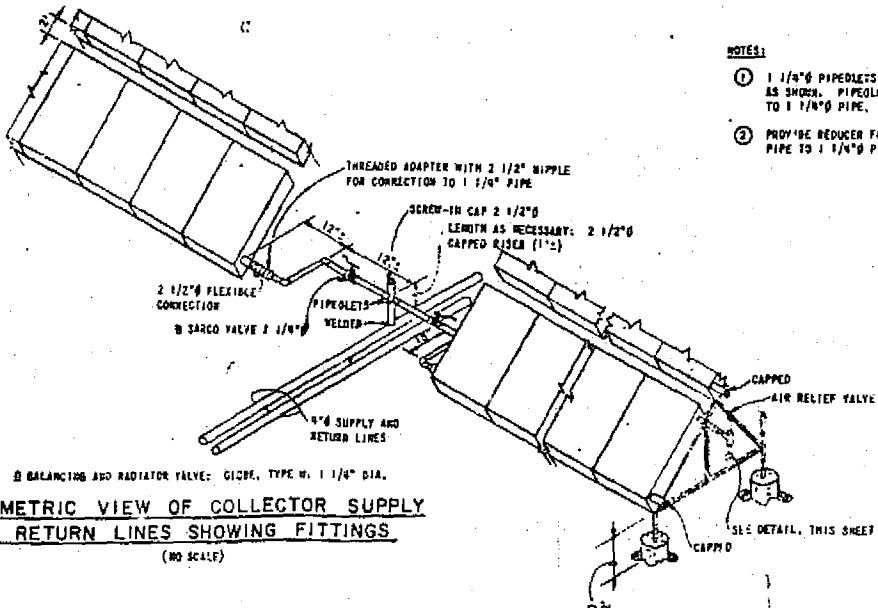 NOTES:
① 1 1/4"Ø PIPEOLETS
AS SHOWN. PIPEOLE
TO 1 1/4"Ø PIPE.
② PROVIDE REDUCER F
PIPE TO 1 1/4"Ø P
THREADED ADAPTER WITH 2 1/2" NIPPLE
FOR CONNECTION TO 1 1/4" PIPE
SCREW-IN CAP 2 1/2"Ø
LENGTH AS NECESSARY: 2 1/2"Ø
CAPPED RISER (1"±)
12"±
12"±
2 1/2"Ø FLEXIBLE
CONNECTION
PIPEOLETS
WELDED
SARCO VALVE 1 1/4"Ø
4"Ø SUPPLY AND
RETURN LINES
CAPPED
AIR RELIEF VALVE
SEE DETAIL, THIS SHEET
CAPPED
BALANCING AND RADIATOR VALVE: GLOBE, TYPE W, 1 1/4" DIA.
METRIC VIEW OF COLLECTOR SUPPLY
RETURN LINES SHOWING FITTINGS
(NO SCALE)